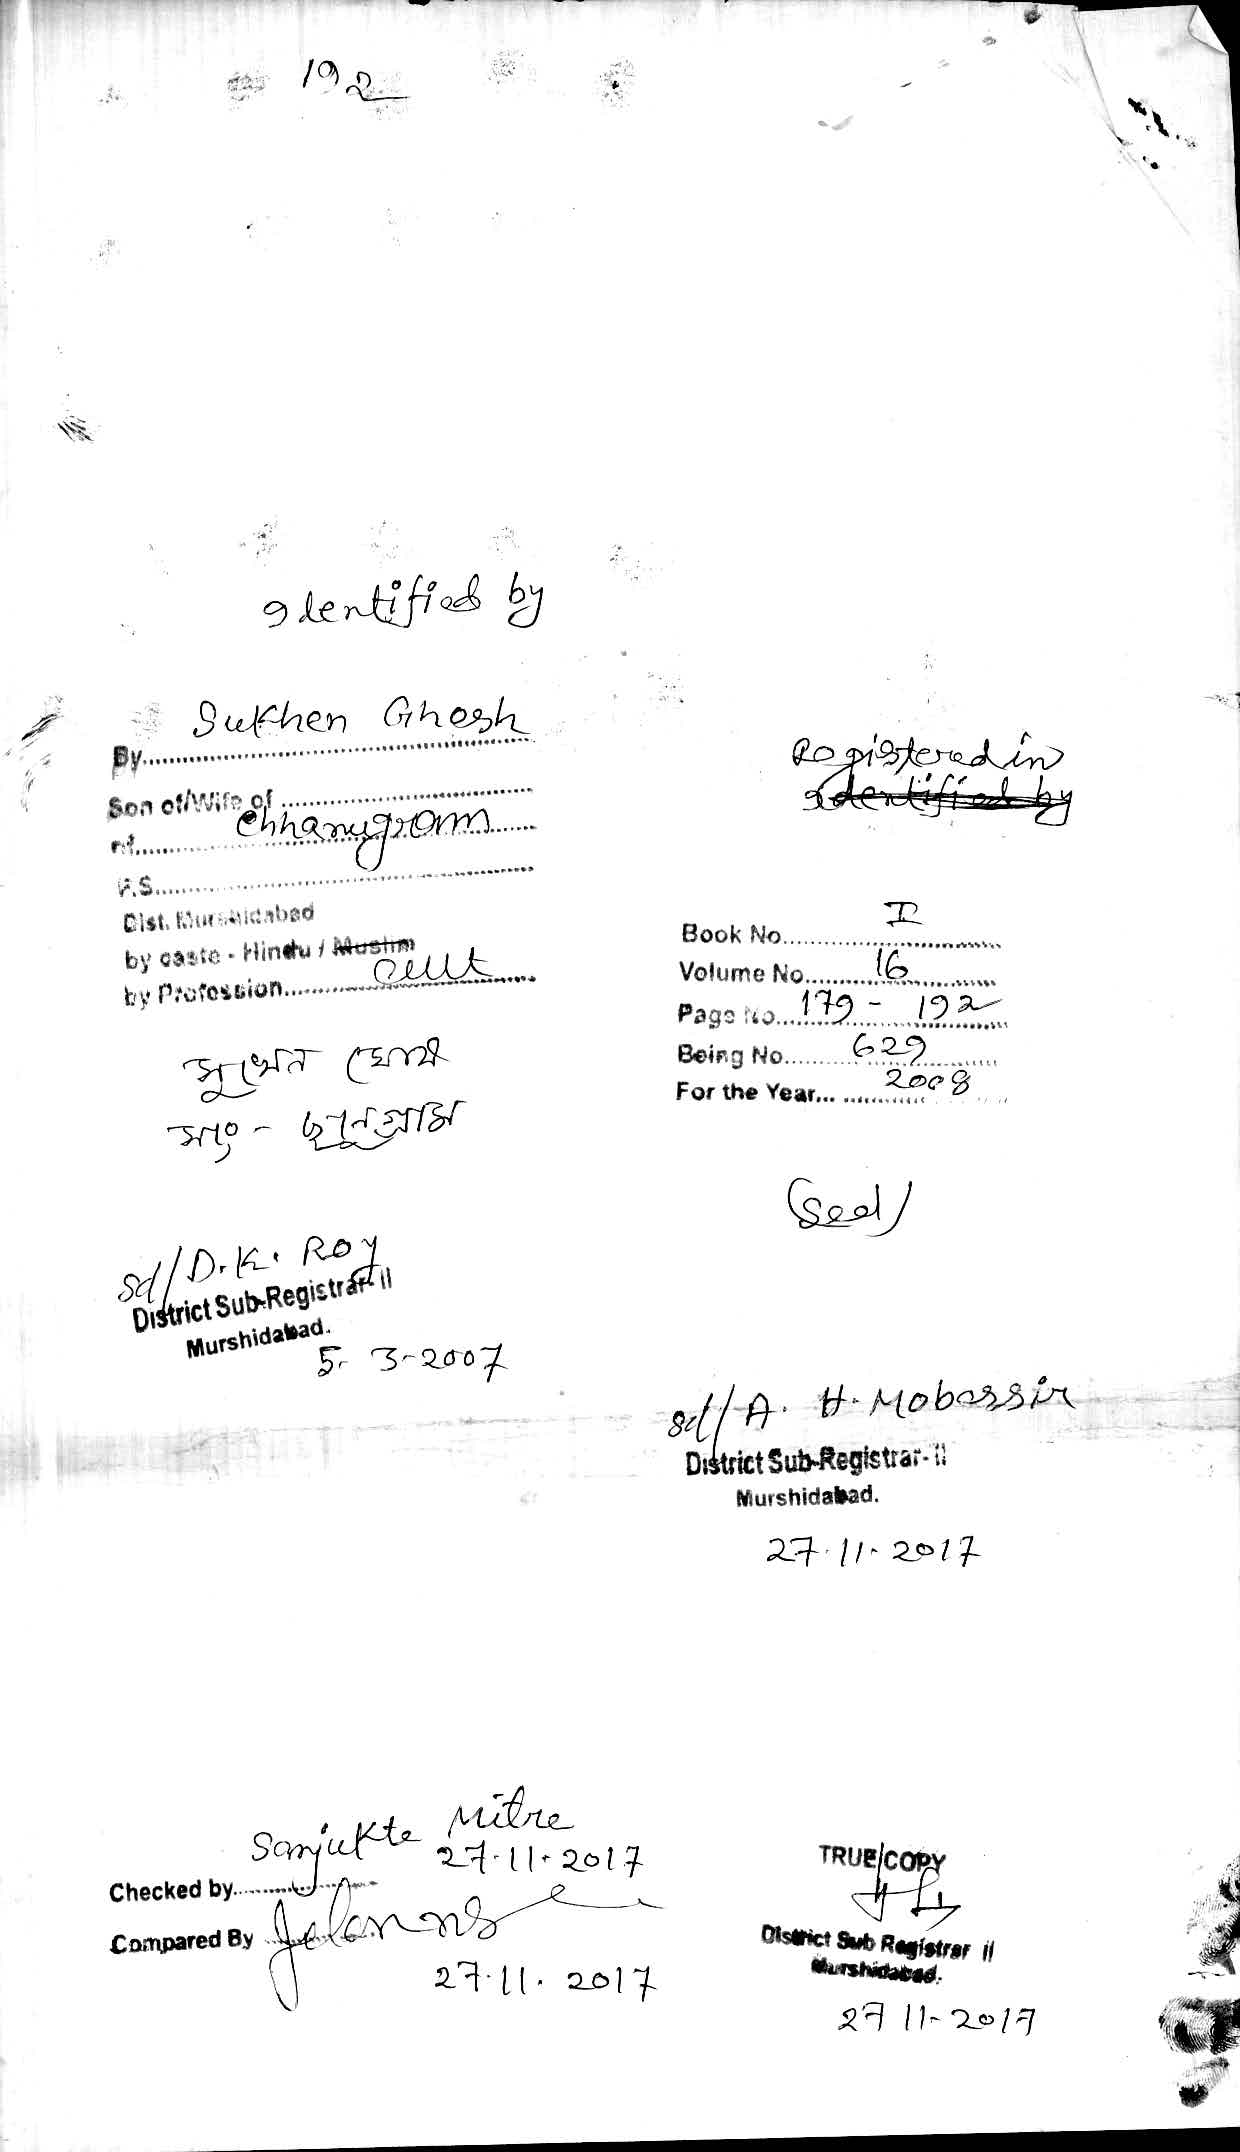 192
Identified by
Sukhen Ghosh
By
Son of/Wife of
of Chhanugram
P.S.
Dist. Murshidabad
by caste - Hindu / Muslim
by Profession Cult
সুখেন ঘোষ
সাং - ছানুগ্রাম
sd/ D. K. Roy
District Sub-Registrar-II
Murshidabad.
5-3-2007
Registered in
Identified by
Book No. I
Volume No. 16
Page No. 179 - 192
Being No. 629
For the Year... 2008
(Seal)
sd/ A. H. Mobassir
District Sub-Registrar-II
Murshidabad.
27.11.2017
Sanjukta Mitra
27.11.2017
Checked by
Compared By
27.11.2017
TRUE COPY
District Sub Registrar II
Murshidabad.
27 11-2017